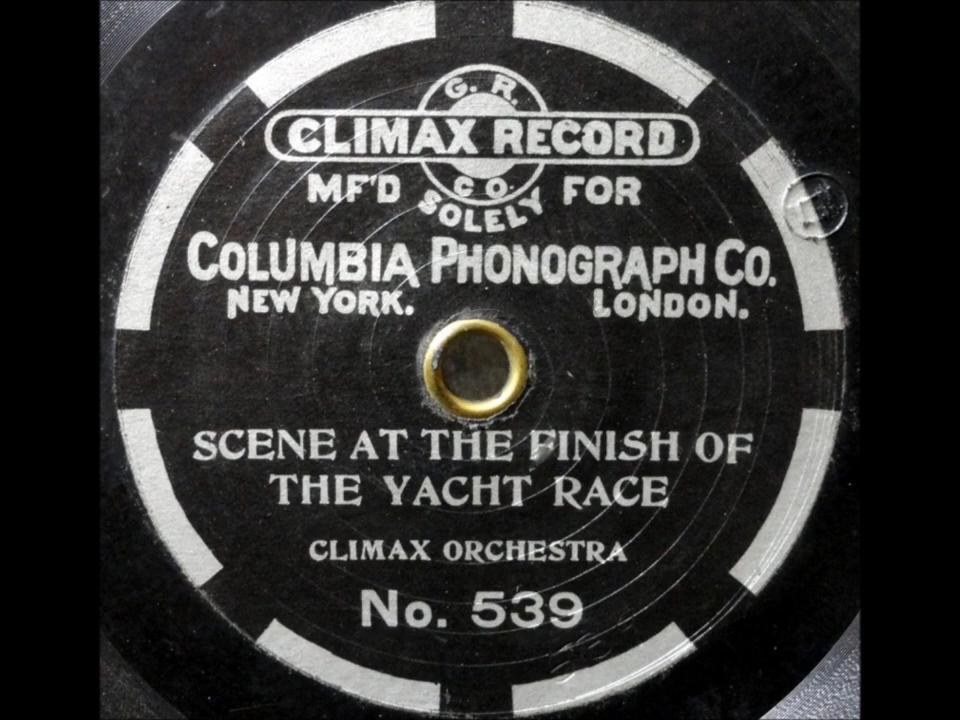 G. R.
CLIMAX RECORD
CO.
MF'D SOLELY FOR
COLUMBIA PHONOGRAPH CO.
NEW YORK. LONDON.
SCENE AT THE FINISH OF
THE YACHT RACE
CLIMAX ORCHESTRA
No. 539